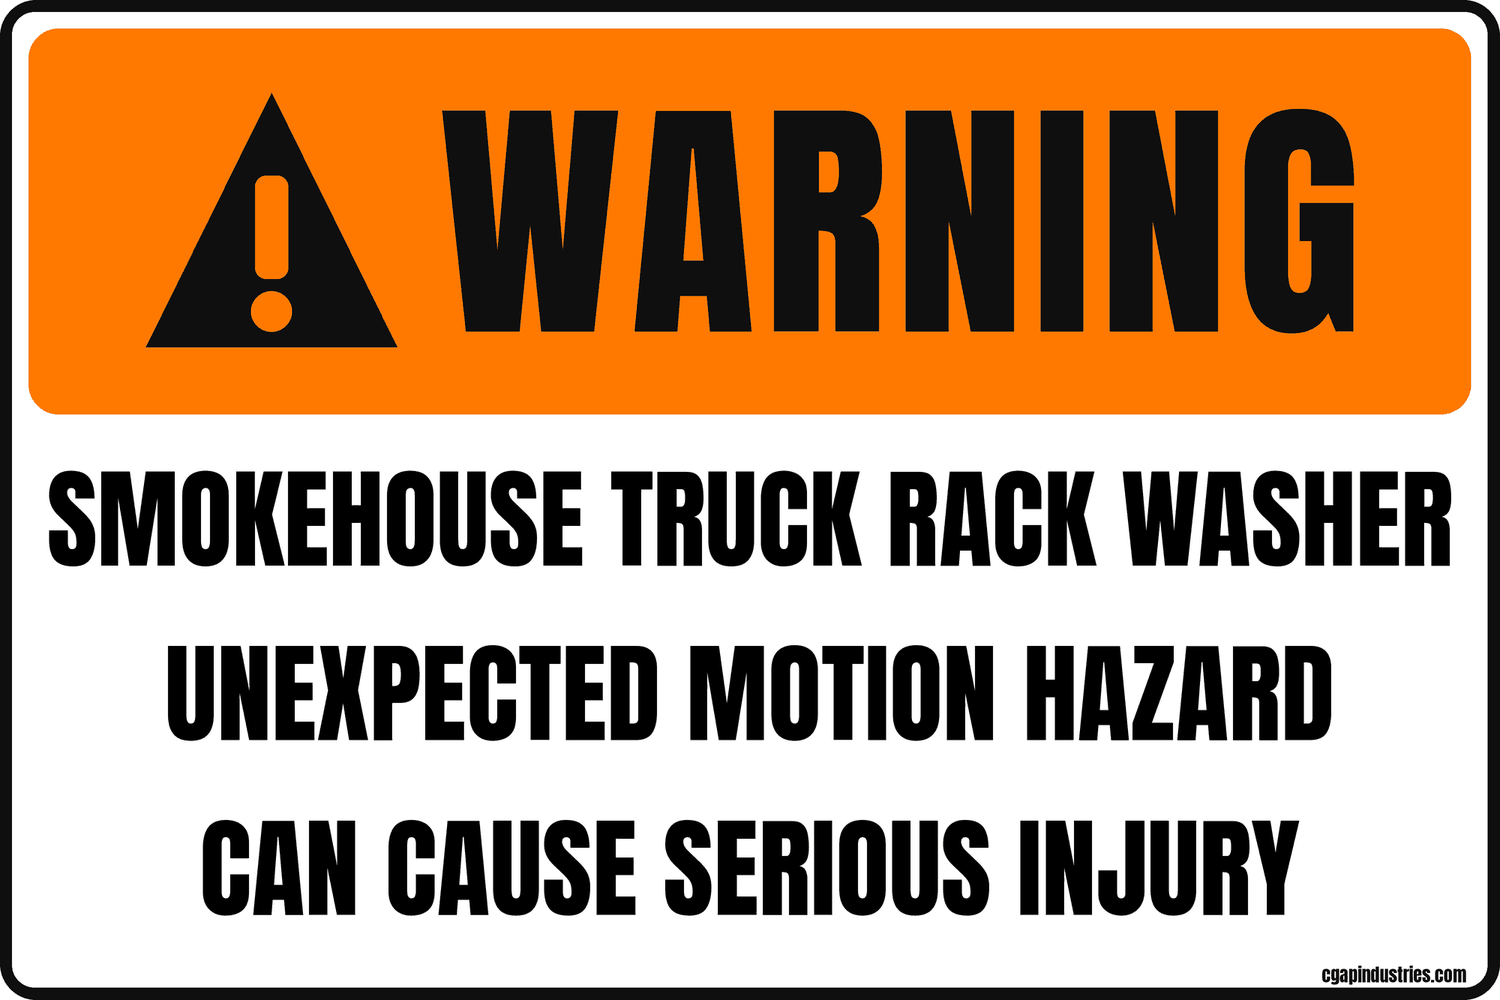 WARNING
SMOKEHOUSE TRUCK RACK WASHER
UNEXPECTED MOTION HAZARD
CAN CAUSE SERIOUS INJURY
cgapindustries.com